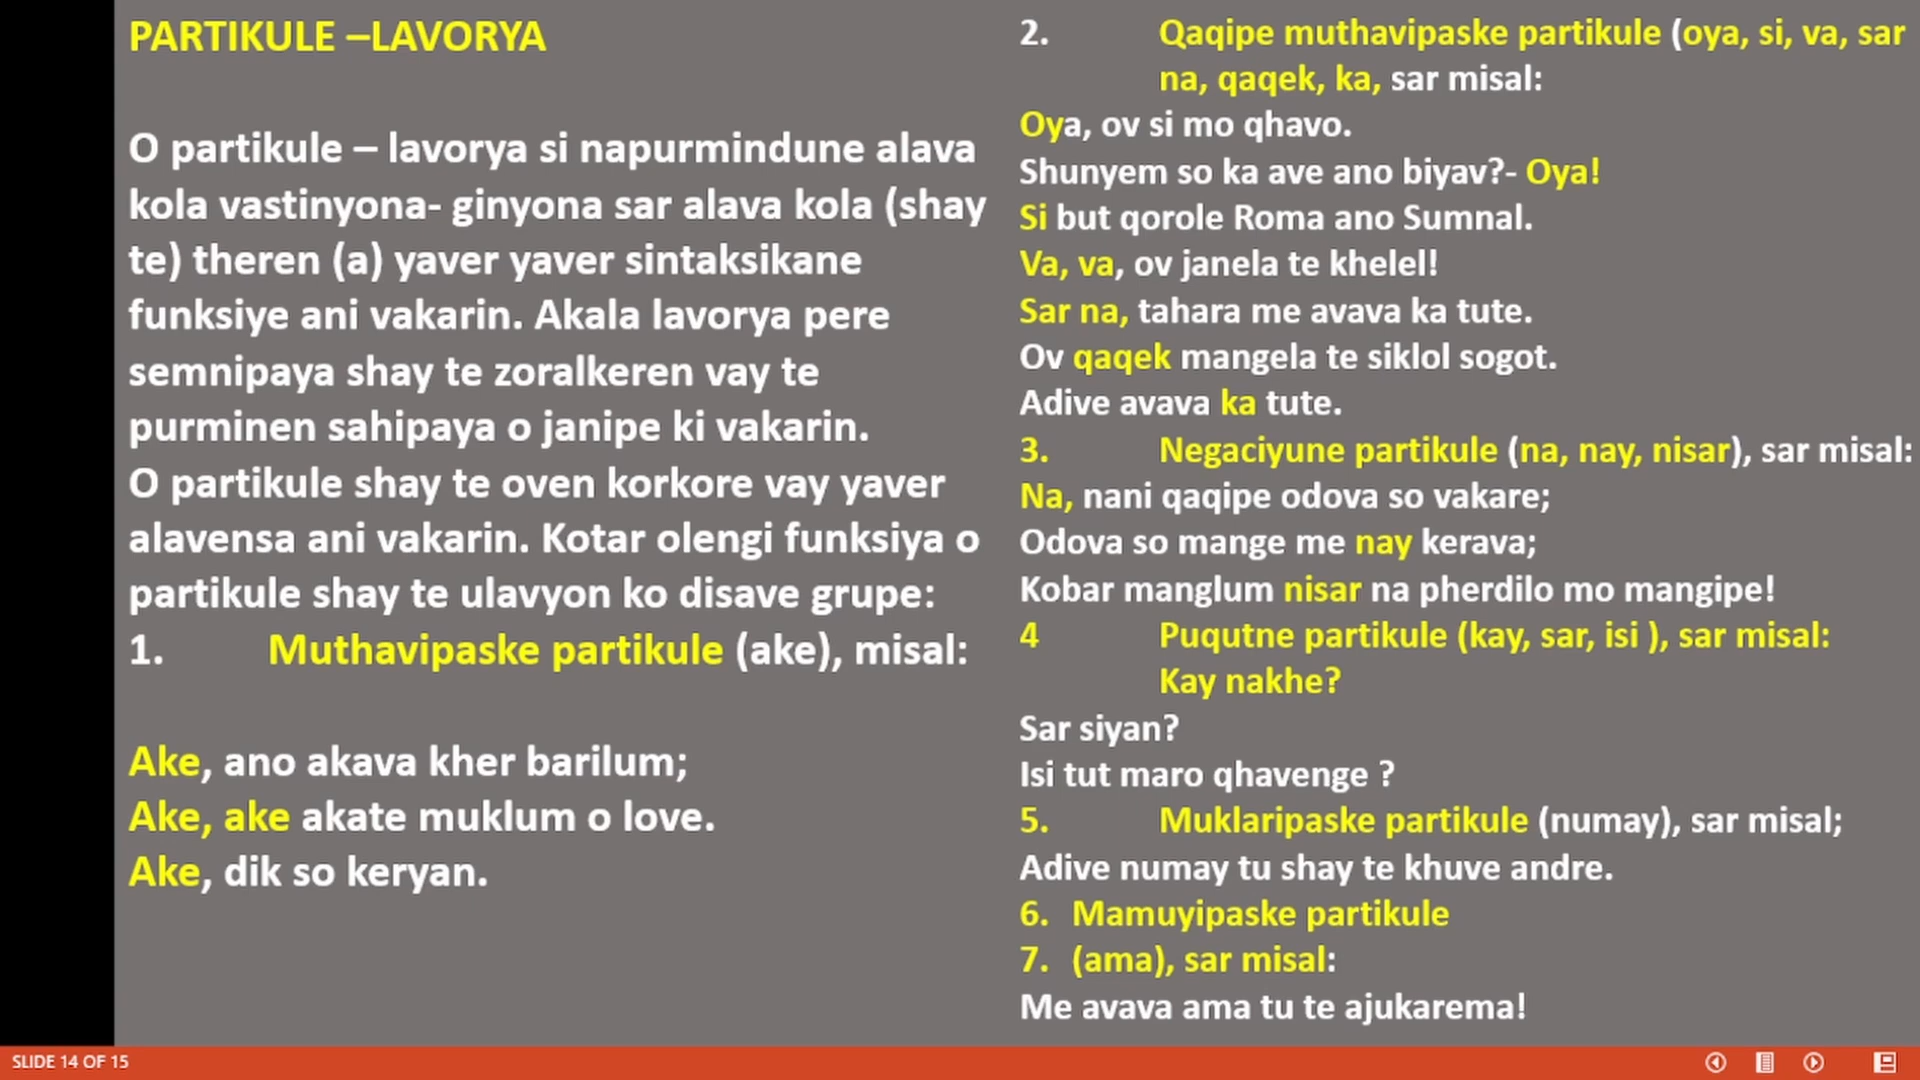 PARTIKULE –LAVORYA
O partikule – lavorya si napurmindune alava
kola vastinyona- ginyona sar alava kola (shay
te) theren (a) yaver yaver sintaksikane
funksiye ani vakarin. Akala lavorya pere
semnipaya shay te zoralkeren vay te
purminen sahipaya o janipe ki vakarin.
O partikule shay te oven korkore vay yaver
alavensa ani vakarin. Kotar olengi funksiya o
partikule shay te ulavyon ko disave grupe:
1. Muthavipaske partikule (ake), misal:
Ake, ano akava kher barilum;
Ake, ake akate muklum o love.
Ake, dik so keryan.
2. Qaqipe muthavipaske partikule (oya, si, va, sar
na, qaqek, ka, sar misal:
Oya, ov si mo qhavo.
Shunyem so ka ave ano biyav?- Oya!
Si but qorole Roma ano Sumnal.
Va, va, ov janela te khelel!
Sar na, tahara me avava ka tute.
Ov qaqek mangela te siklol sogot.
Adive avava ka tute.
3. Negaciyune partikule (na, nay, nisar), sar misal:
Na, nani qaqipe odova so vakare;
Odova so mange me nay kerava;
Kobar manglum nisar na pherdilo mo mangipe!
4 Puqutne partikule (kay, sar, isi ), sar misal:
Kay nakhe?
Sar siyan?
Isi tut maro qhavenge ?
5. Muklaripaske partikule (numay), sar misal;
Adive numay tu shay te khuve andre.
6. Mamuyipaske partikule
7. (ama), sar misal:
Me avava ama tu te ajukarema!
SLIDE 14 OF 15